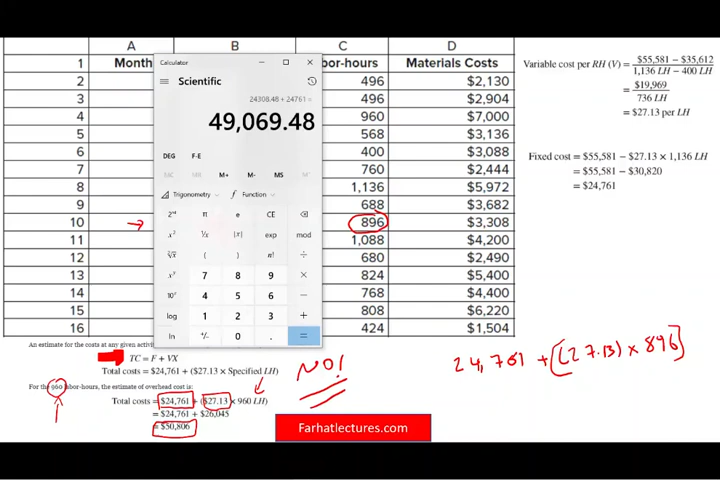 A B C D
1 Month bor-hours Materials Costs
2 496 $2,130
3 496 $2,904
4 960 $7,000
5 568 $3,136
6 400 $3,088
7 760 $2,444
8 1,136 $5,972
9 688 $3,682
10 896 $3,308
11 1,088 $4,200
12 680 $2,490
13 824 $5,400
14 768 $4,400
15 808 $6,220
16 424 $1,504
Calculator
Scientific
24308.48 + 24761 =
49,069.48
DEG F-E
MC MR M+ M- MS
Trigonometry Function
2ⁿᵈ π e CE
x² ¹/x |x| exp mod
²√x ( ) n! ÷
xʸ 7 8 9 ×
10ˣ 4 5 6 −
log 1 2 3 +
ln +/- 0 . =
Variable cost per RH (V) = $55,581 − $35,612 / 1,136 LH − 400 LH
= $19,969 / 736 LH
= $27.13 per LH
Fixed cost = $55,581 − $27.13 × 1,136 LH
= $55,581 − $30,820
= $24,761
An estimate for the costs at any given activi
TC = F + VX
Total costs = $24,761 + ($27.13 × Specified LH)
For the 960 labor-hours, the estimate of overhead cost is:
Total costs = $24,761 + ($27.13 × 960 LH)
= $24,761 + $26,045
= $50,806
NO!
24,761 + [(27.13) × 896]
Farhatlectures.com